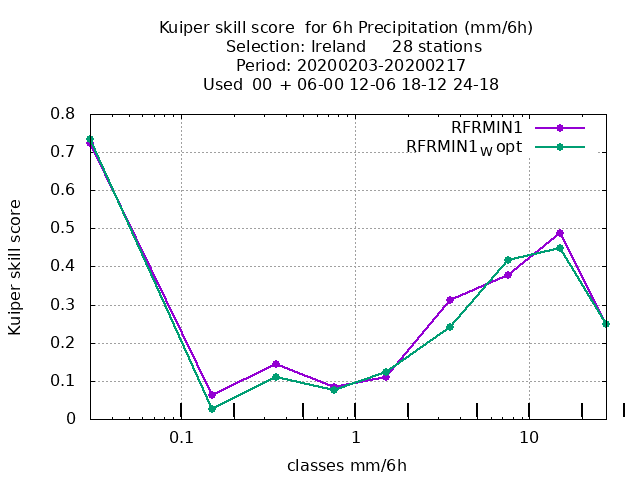 Kuiper skill score  for 6h Precipitation (mm/6h)
Selection: Ireland     28 stations
Period: 20200203-20200217
Used  00  + 06-00 12-06 18-12 24-18
RFRMIN1
RFRMIN1W opt
Kuiper skill score
0.8
0.7
0.6
0.5
0.4
0.3
0.2
0.1
0
0.1
1
10
classes mm/6h